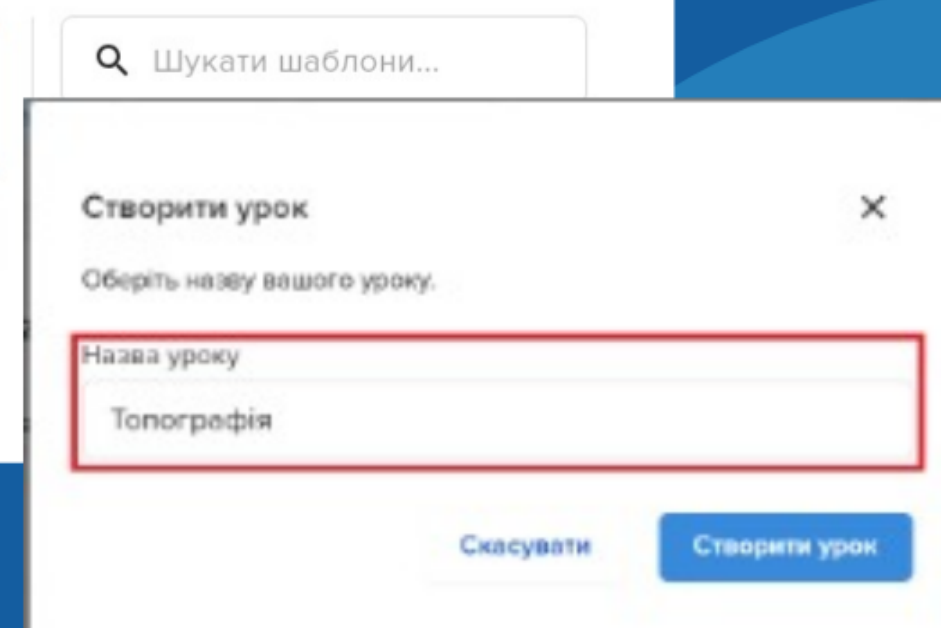 Шукати шаблони...
Створити урок
Оберіть назву вашого уроку.
Назва уроку
Топографія
Скасувати
Створити урок